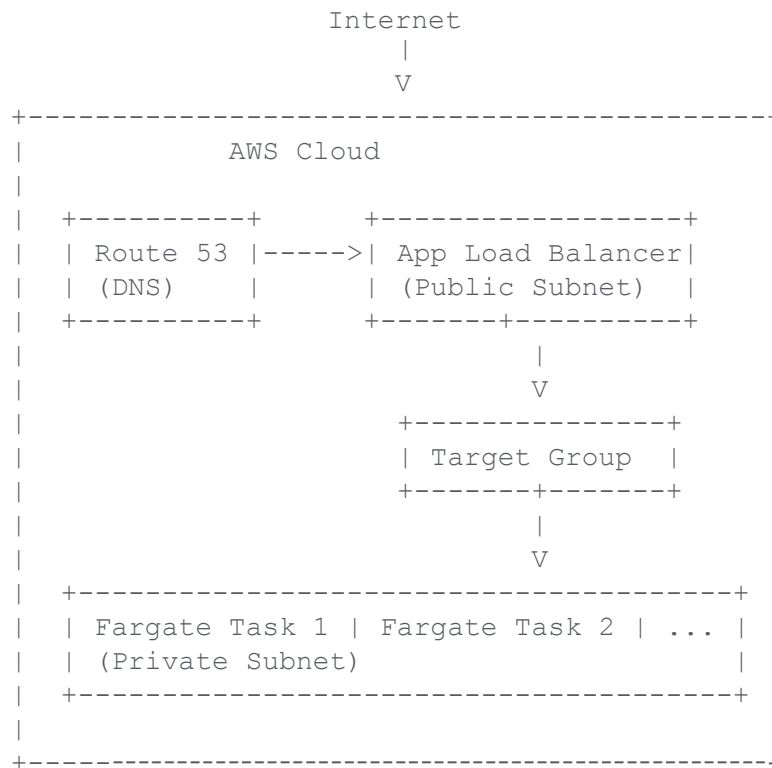 Internet
|
V
+--------------------------------------------
| AWS Cloud
|
| +----------+ +------------------+
| | Route 53 |----->| App Load Balancer|
| | (DNS) | | (Public Subnet) |
| +----------+ +-------+----------+
| |
| V
| +---------------+
| | Target Group |
| +-------+-------+
| |
| V
| +-----------------------------------+
| | Fargate Task 1 | Fargate Task 2 | ... |
| | (Private Subnet) |
| +-----------------------------------+
|
+--------------------------------------------